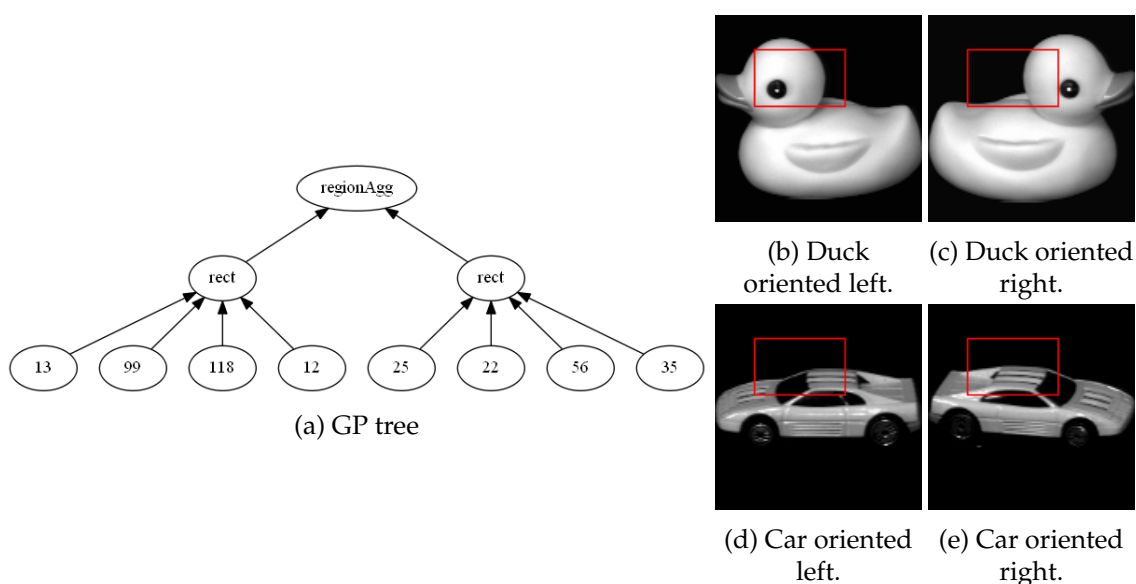 regionAgg
rect rect
13 99 118 12 25 22 56 35
(a) GP tree
(b) Duck
oriented left.
(c) Duck oriented
right.
(d) Car oriented
left.
(e) Car oriented
right.